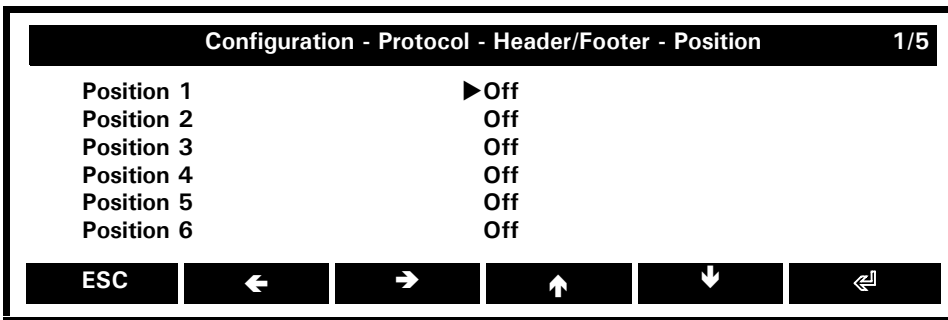 Configuration - Protocol - Header/Footer - Position 1/5
Position 1 ▶Off
Position 2 Off
Position 3 Off
Position 4 Off
Position 5 Off
Position 6 Off
ESC